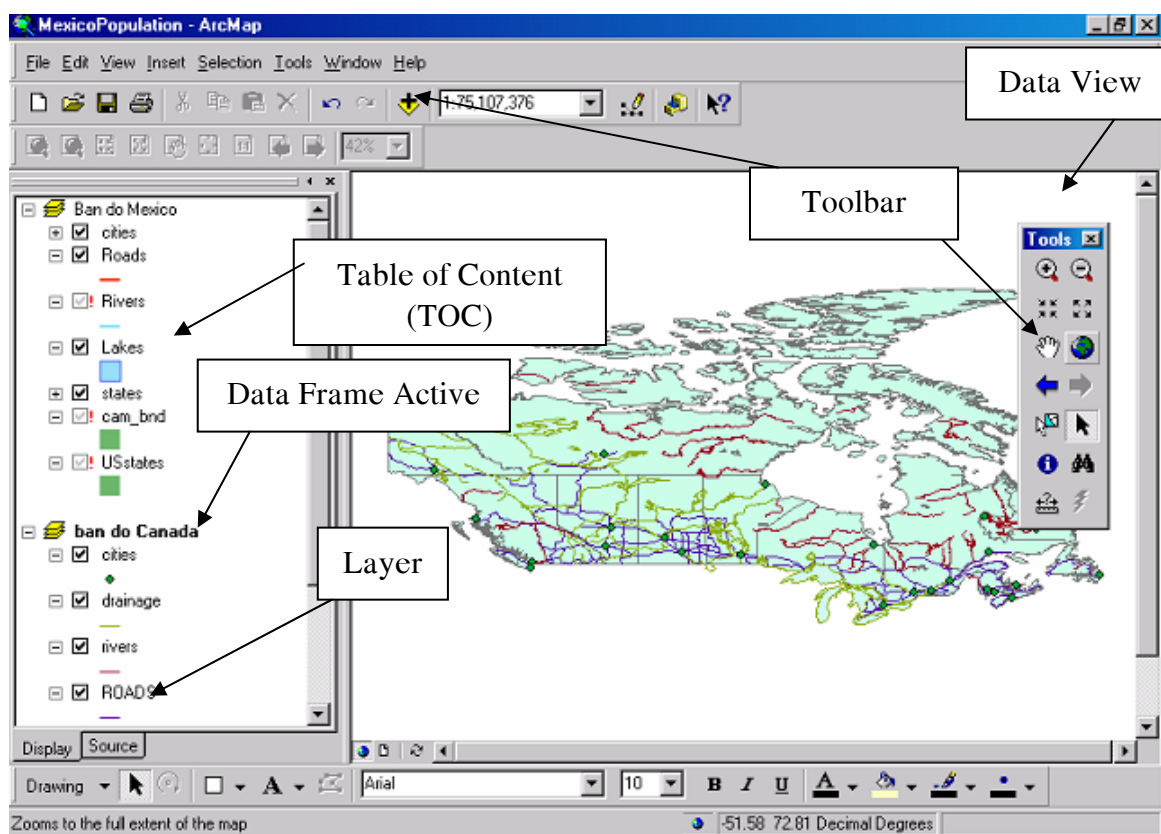 MexicoPopulation - ArcMap
File Edit View Insert Selection Tools Window Help
Data View
1:75,107,376
42%
Toolbar
Ban do Mexico
cities
Roads
Rivers
Lakes
states
cam_bnd
USstates
Table of Content
(TOC)
Data Frame Active
ban do Canada
cities
drainage
rivers
ROADS
Layer
Tools
Display Source
Drawing A Arial 10 B I U A
Zooms to the full extent of the map
-51.58 72.81 Decimal Degrees